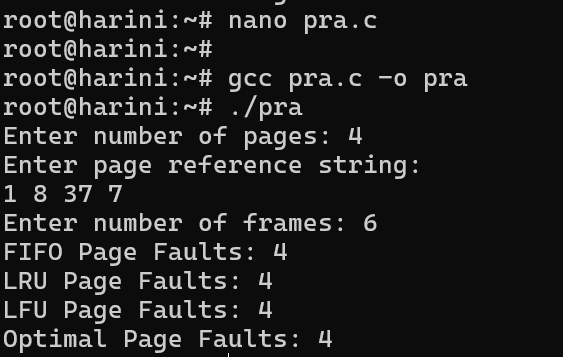 root@harini:~# nano pra.c
root@harini:~#
root@harini:~# gcc pra.c -o pra
root@harini:~# ./pra
Enter number of pages: 4
Enter page reference string:
1 8 37 7
Enter number of frames: 6
FIFO Page Faults: 4
LRU Page Faults: 4
LFU Page Faults: 4
Optimal Page Faults: 4